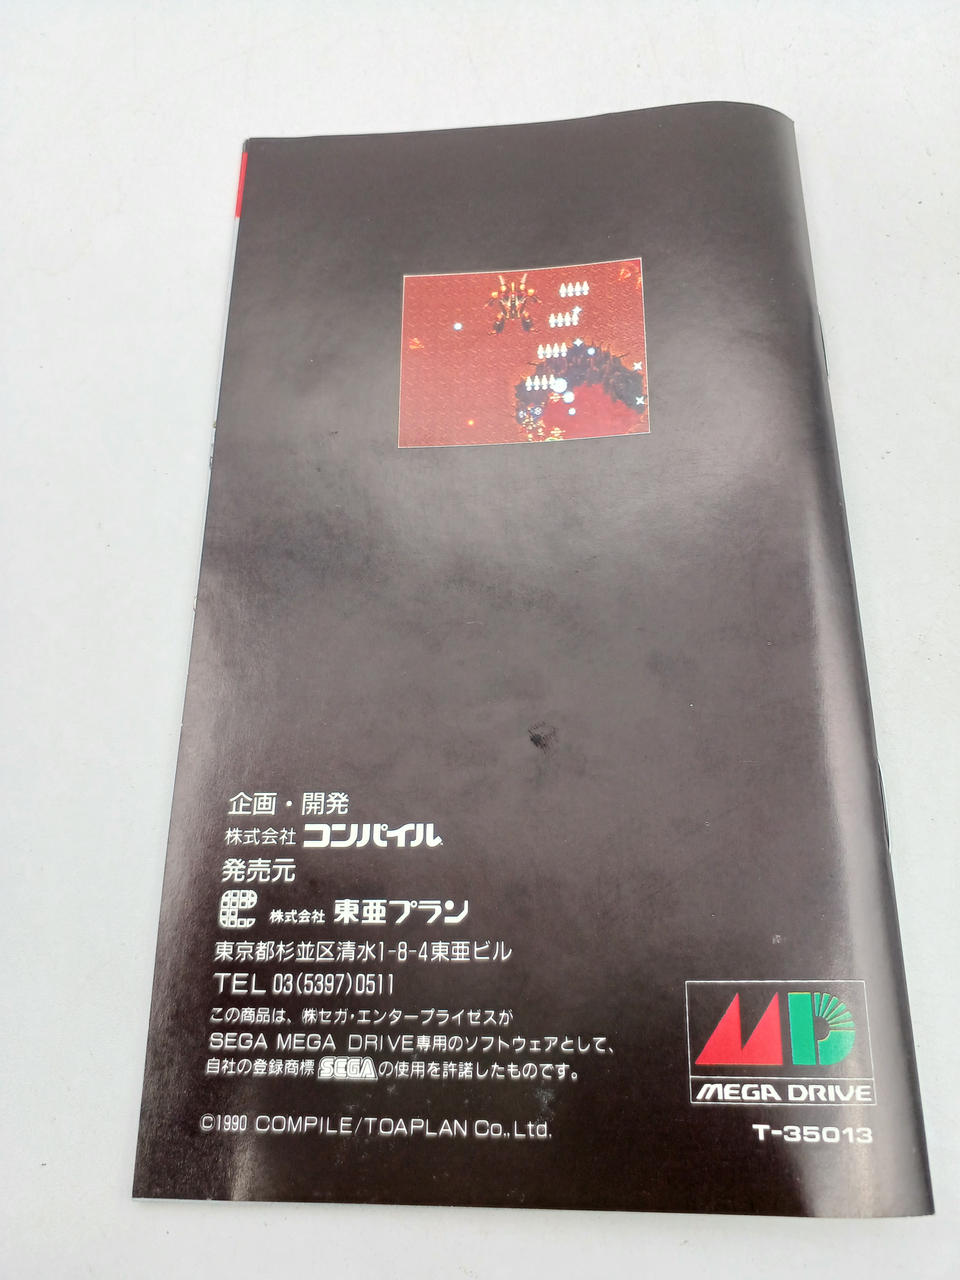 企画・開発
株式会社 コンパイル
発売元
株式会社 東亜プラン
東京都杉並区清水1-8-4東亜ビル
TEL 03(5397)0511
この商品は、㈱セガ・エンタープライゼスが
SEGA MEGA DRIVE専用のソフトウェアとして、
自社の登録商標 SEGA の使用を許諾したものです。
©1990 COMPILE/TOAPLAN Co., Ltd.
MD
MEGA DRIVE
T-35013